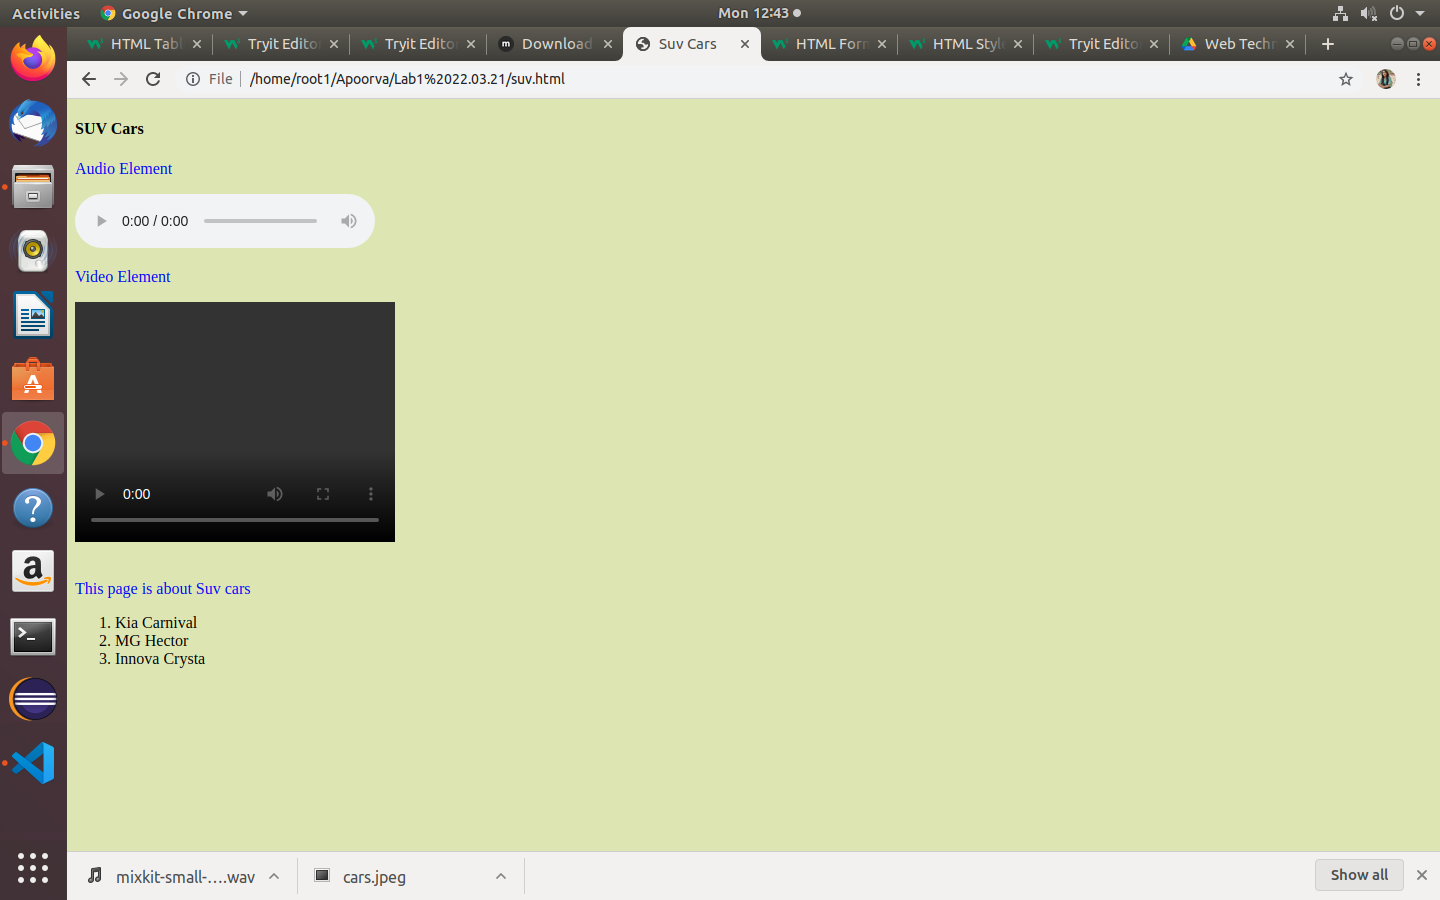 Activities Google Chrome Mon 12:43
HTML Tabl Tryit Edito Tryit Edito Download Suv Cars HTML Form HTML Style Tryit Edito Web Techn
File /home/root1/Apoorva/Lab1%2022.03.21/suv.html
SUV Cars
Audio Element
0:00 / 0:00
Video Element
0:00
This page is about Suv cars
1. Kia Carnival
2. MG Hector
3. Innova Crysta
mixkit-small-....wav cars.jpeg Show all